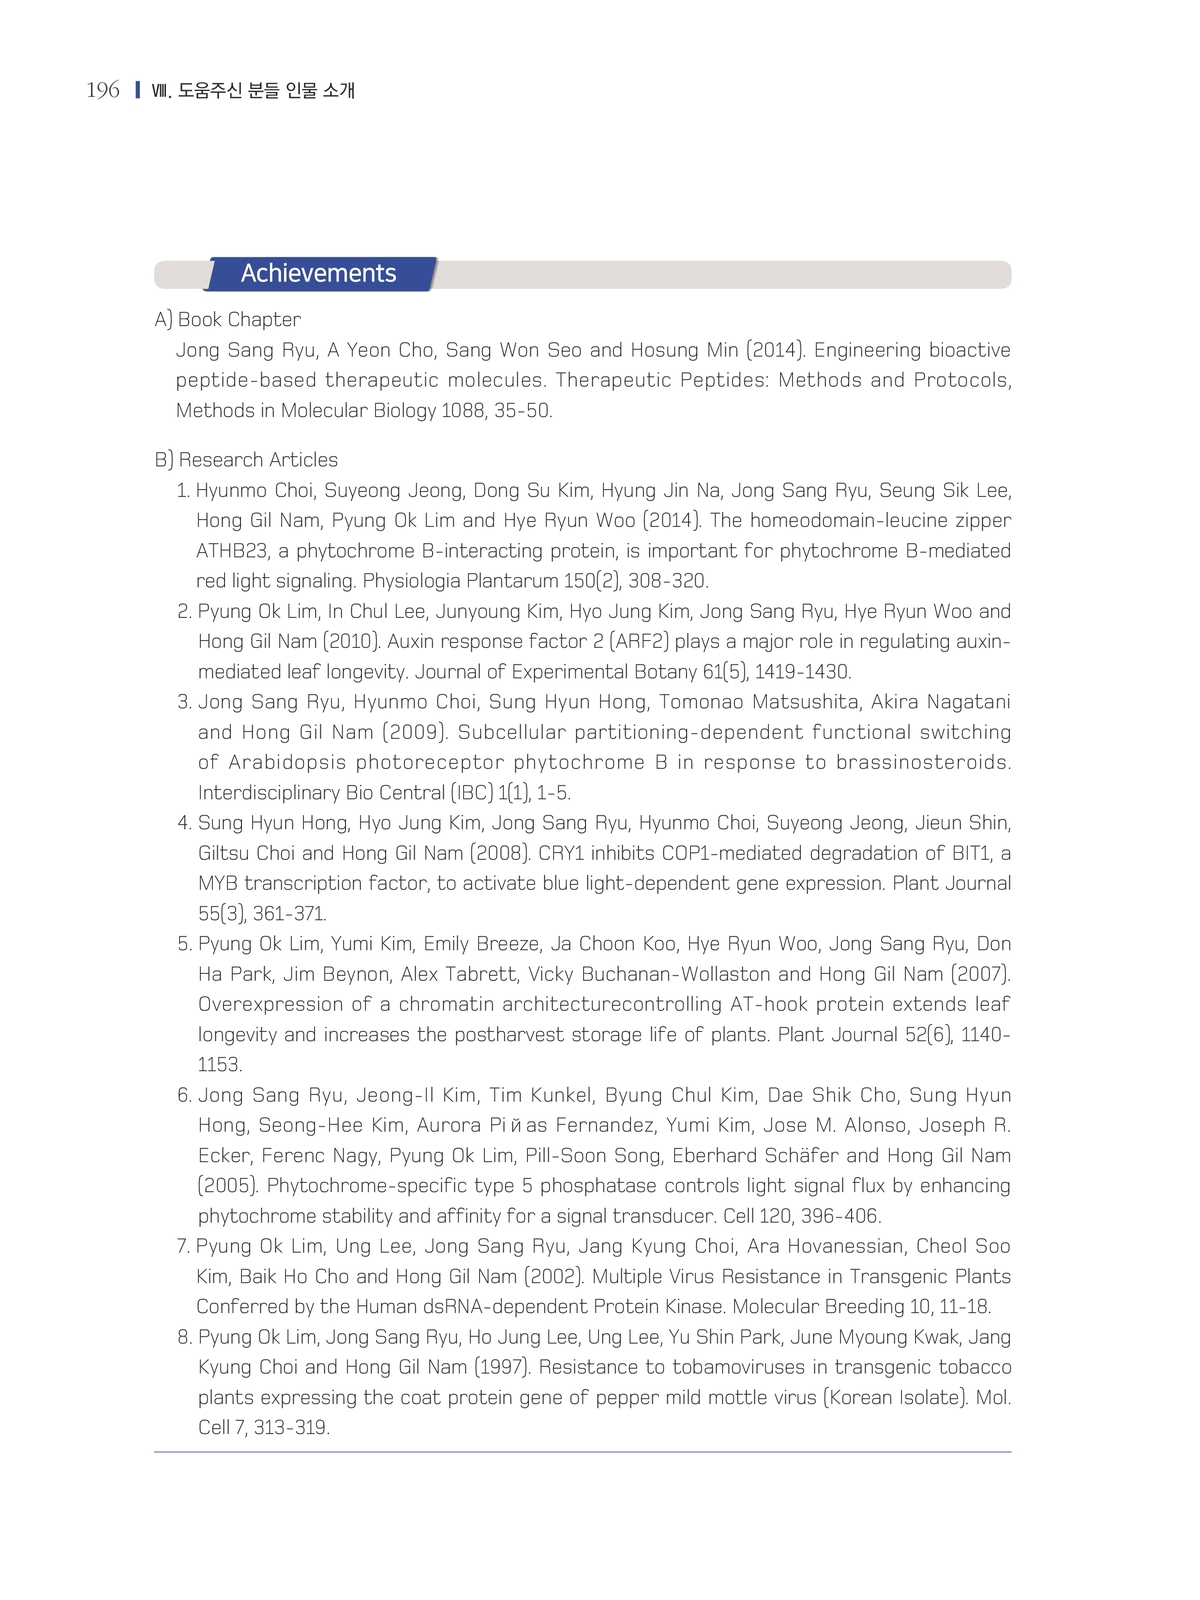 196 Ⅷ. 도움주신 분들 인물 소개
Achievements
A) Book Chapter
Jong Sang Ryu, A Yeon Cho, Sang Won Seo and Hosung Min (2014). Engineering bioactive
peptide-based therapeutic molecules. Therapeutic Peptides: Methods and Protocols,
Methods in Molecular Biology 1088, 35-50.
B) Research Articles
1. Hyunmo Choi, Suyeong Jeong, Dong Su Kim, Hyung Jin Na, Jong Sang Ryu, Seung Sik Lee,
Hong Gil Nam, Pyung Ok Lim and Hye Ryun Woo (2014). The homeodomain-leucine zipper
ATHB23, a phytochrome B-interacting protein, is important for phytochrome B-mediated
red light signaling. Physiologia Plantarum 150(2), 308-320.
2. Pyung Ok Lim, In Chul Lee, Junyoung Kim, Hyo Jung Kim, Jong Sang Ryu, Hye Ryun Woo and
Hong Gil Nam (2010). Auxin response factor 2 (ARF2) plays a major role in regulating auxin-
mediated leaf longevity. Journal of Experimental Botany 61(5), 1419-1430.
3. Jong Sang Ryu, Hyunmo Choi, Sung Hyun Hong, Tomonao Matsushita, Akira Nagatani
and Hong Gil Nam (2009). Subcellular partitioning-dependent functional switching
of Arabidopsis photoreceptor phytochrome B in response to brassinosteroids.
Interdisciplinary Bio Central (IBC) 1(1), 1-5.
4. Sung Hyun Hong, Hyo Jung Kim, Jong Sang Ryu, Hyunmo Choi, Suyeong Jeong, Jieun Shin,
Giltsu Choi and Hong Gil Nam (2008). CRY1 inhibits COP1-mediated degradation of BIT1, a
MYB transcription factor, to activate blue light-dependent gene expression. Plant Journal
55(3), 361-371.
5. Pyung Ok Lim, Yumi Kim, Emily Breeze, Ja Choon Koo, Hye Ryun Woo, Jong Sang Ryu, Don
Ha Park, Jim Beynon, Alex Tabrett, Vicky Buchanan-Wollaston and Hong Gil Nam (2007).
Overexpression of a chromatin architecturecontrolling AT-hook protein extends leaf
longevity and increases the postharvest storage life of plants. Plant Journal 52(6), 1140-
1153.
6. Jong Sang Ryu, Jeong-Il Kim, Tim Kunkel, Byung Chul Kim, Dae Shik Cho, Sung Hyun
Hong, Seong-Hee Kim, Aurora Piйas Fernandez, Yumi Kim, Jose M. Alonso, Joseph R.
Ecker, Ferenc Nagy, Pyung Ok Lim, Pill-Soon Song, Eberhard Schäfer and Hong Gil Nam
(2005). Phytochrome-specific type 5 phosphatase controls light signal flux by enhancing
phytochrome stability and affinity for a signal transducer. Cell 120, 396-406.
7. Pyung Ok Lim, Ung Lee, Jong Sang Ryu, Jang Kyung Choi, Ara Hovanessian, Cheol Soo
Kim, Baik Ho Cho and Hong Gil Nam (2002). Multiple Virus Resistance in Transgenic Plants
Conferred by the Human dsRNA-dependent Protein Kinase. Molecular Breeding 10, 11-18.
8. Pyung Ok Lim, Jong Sang Ryu, Ho Jung Lee, Ung Lee, Yu Shin Park, June Myoung Kwak, Jang
Kyung Choi and Hong Gil Nam (1997). Resistance to tobamoviruses in transgenic tobacco
plants expressing the coat protein gene of pepper mild mottle virus (Korean Isolate). Mol.
Cell 7, 313-319.